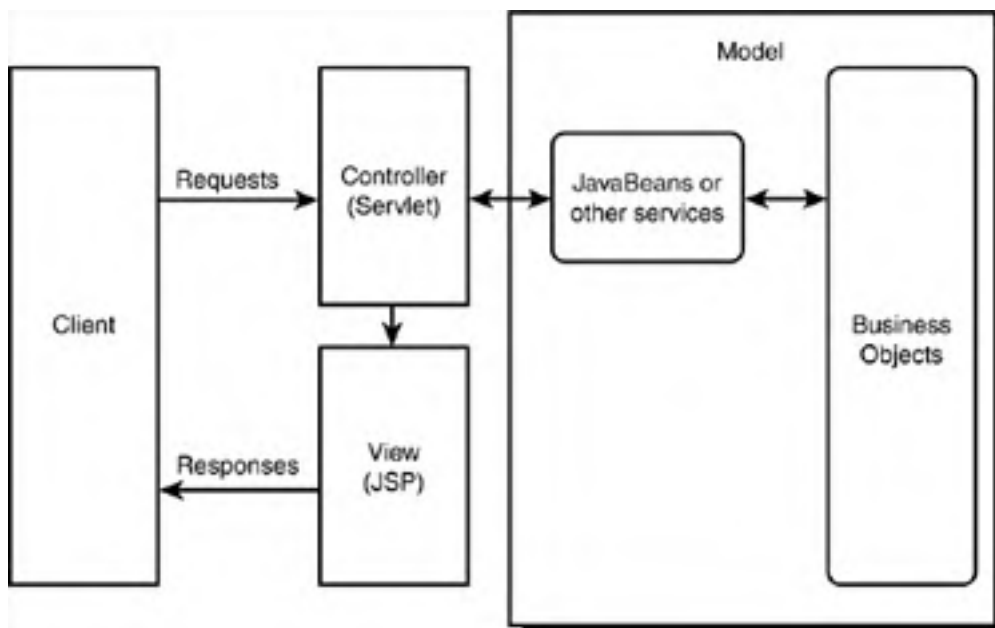 Model
Requests
Controller
(Servlet)
JavaBeans or
other services
Client
Business
Objects
View
(JSP)
Responses